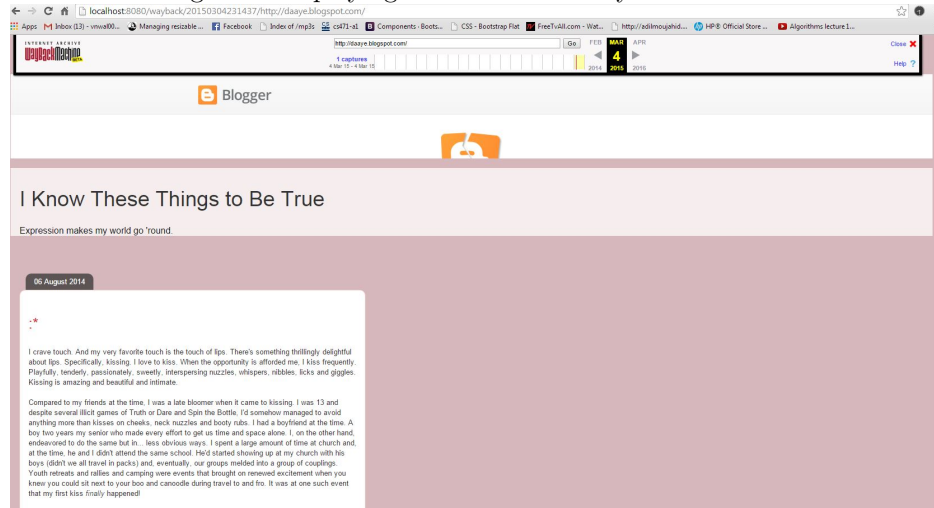 localhost:8080/wayback/20150304231437/http://daaye.blogspot.com/
Apps Inbox (13) - vnwal00... Managing resizable ... Facebook Index of /mp3s cs471-a1 Components · Boots... CSS - Bootstrap Flat FreeTvAll.com - Wat... http://adilmoujahid... HP® Official Store ... Algorithms lecture 1...
INTERNET ARCHIVE http://daaye.blogspot.com/ Go FEB MAR APR Close
WayBackMachine BETA 1 captures 4
4 Mar 15 - 4 Mar 15 2014 2015 2016 Help ?
Blogger
I Know These Things to Be True
Expression makes my world go 'round.
06 August 2014
:*
I crave touch. And my very favorite touch is the touch of lips. There's something thrillingly delightful
about lips. Specifically, kissing. I love to kiss. When the opportunity is afforded me, I kiss frequently.
Playfully, tenderly, passionately, sweetly, interspersing nuzzles, whispers, nibbles, licks and giggles.
Kissing is amazing and beautiful and intimate.
Compared to my friends at the time, I was a late bloomer when it came to kissing. I was 13 and
despite several illicit games of Truth or Dare and Spin the Bottle, I'd somehow managed to avoid
anything more than kisses on cheeks, neck nuzzles and booty rubs. I had a boyfriend at the time. A
boy two years my senior who made every effort to get us time and space alone. I, on the other hand,
endeavored to do the same but in... less obvious ways. I spent a large amount of time at church and,
at the time, he and I didn't attend the same school. He'd started showing up at my church with his
boys (didn't we all travel in packs) and, eventually, our groups melded into a group of couplings.
Youth retreats and rallies and camping were events that brought on renewed excitement when you
knew you could sit next to your boo and canoodle during travel to and fro. It was at one such event
that my first kiss finally happened!